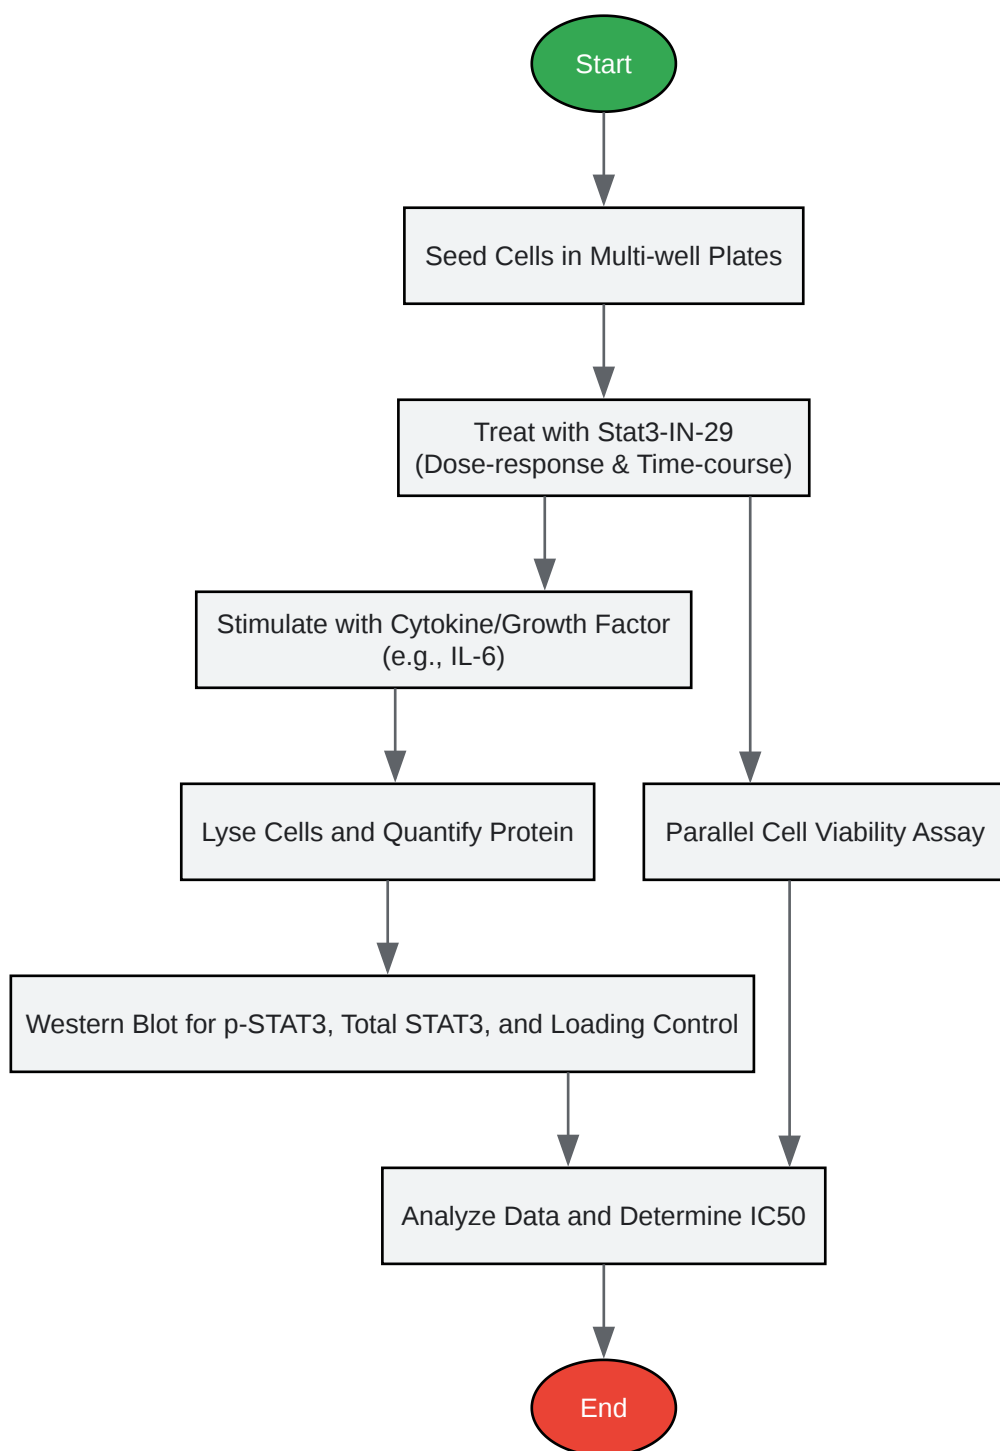 Start
Seed Cells in Multi-well Plates
Treat with Stat3-IN-29
(Dose-response & Time-course)
Stimulate with Cytokine/Growth Factor
(e.g., IL-6)
Lyse Cells and Quantify Protein
Parallel Cell Viability Assay
Western Blot for p-STAT3, Total STAT3, and Loading Control
Analyze Data and Determine IC50
End